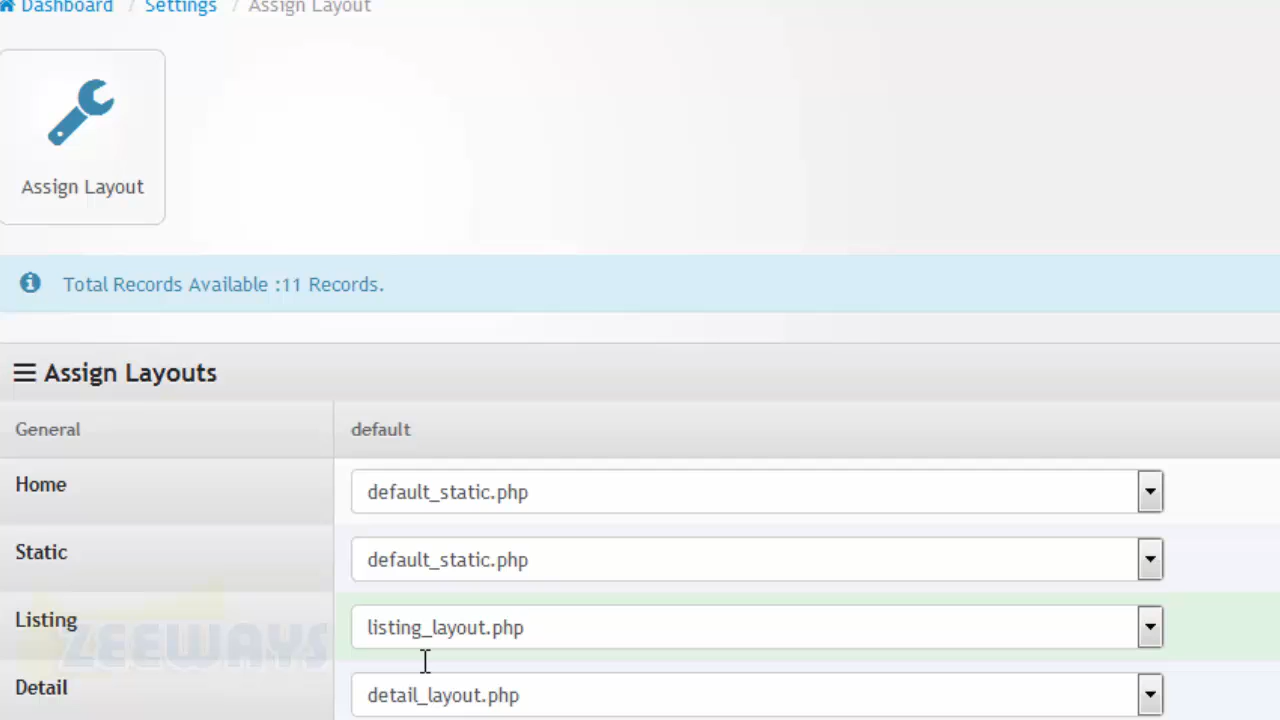 Dashboard / Settings / Assign Layout
Assign Layout
Total Records Available :11 Records.
Assign Layouts
General default
Home default_static.php
Static default_static.php
Listing listing_layout.php
ZEEWAYS
Detail detail_layout.php